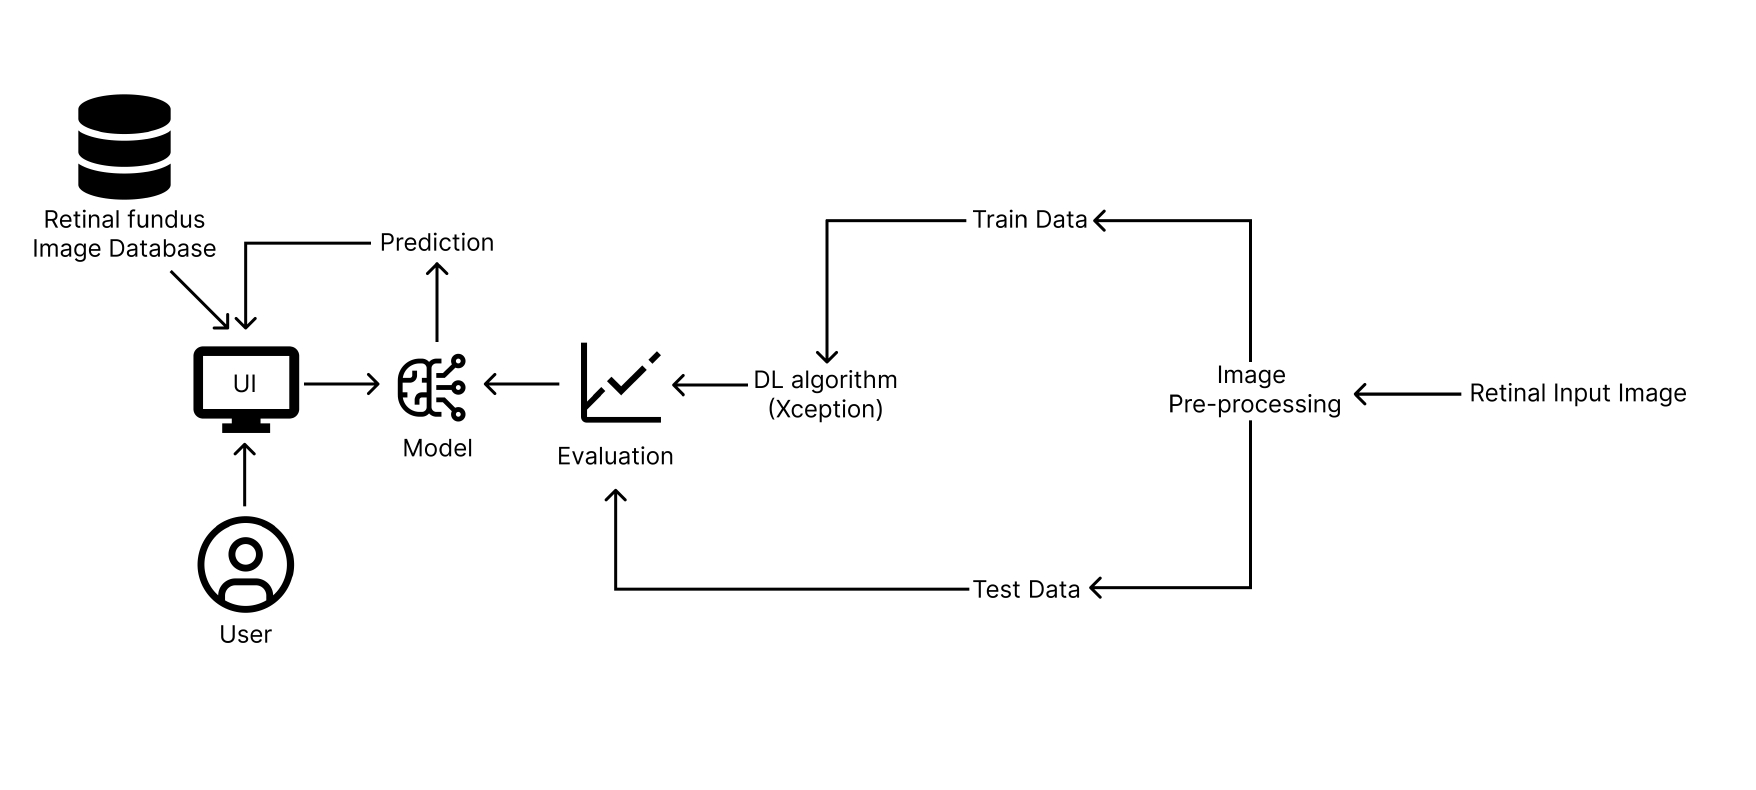 Retinal fundus
Image Database
Prediction
UI
Model
User
Evaluation
DL algorithm
(Xception)
Train Data
Test Data
Image
Pre-processing
Retinal Input Image